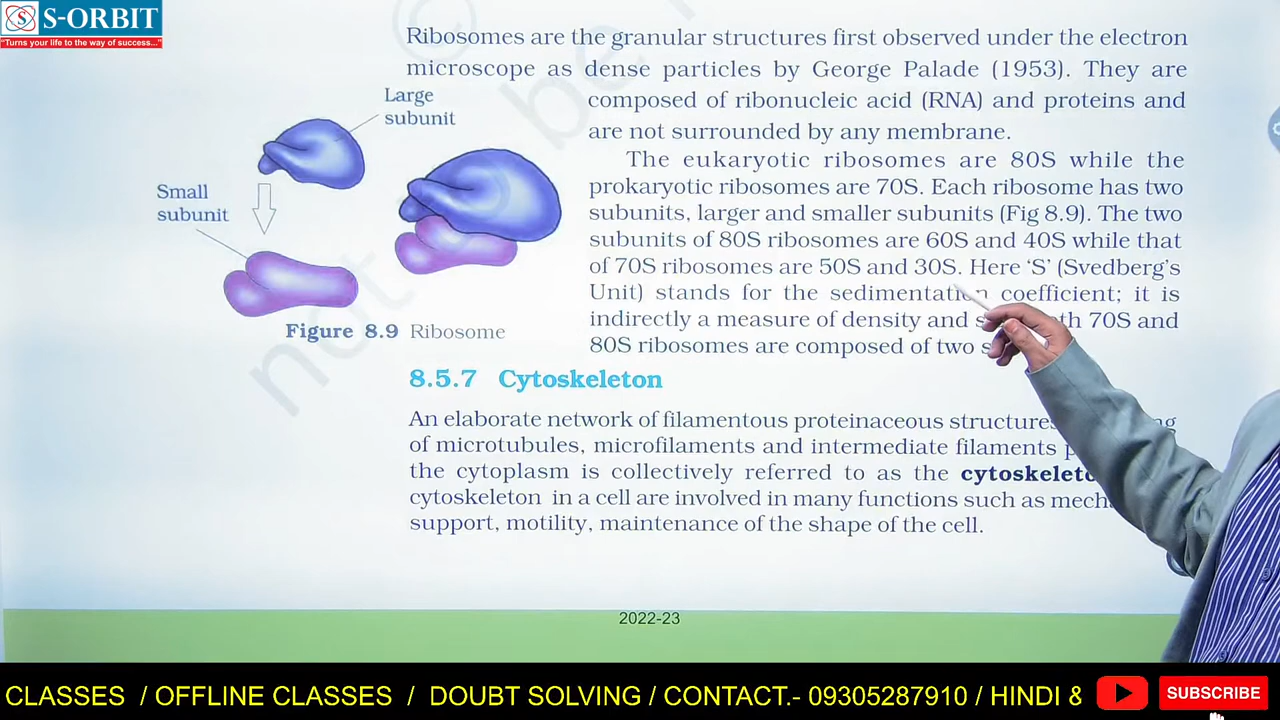 S-ORBIT
"Turns your life to the way of success..."
Ribosomes are the granular structures first observed under the electron
microscope as dense particles by George Palade (1953). They are
composed of ribonucleic acid (RNA) and proteins and
are not surrounded by any membrane.
The eukaryotic ribosomes are 80S while the
prokaryotic ribosomes are 70S. Each ribosome has two
subunits, larger and smaller subunits (Fig 8.9). The two
subunits of 80S ribosomes are 60S and 40S while that
of 70S ribosomes are 50S and 30S. Here 'S' (Svedberg's
Unit) stands for the sedimentation coefficient; it is
indirectly a measure of density and 70S and
80S ribosomes are composed of two
Large
subunit
Small
subunit
Figure 8.9 Ribosome
8.5.7 Cytoskeleton
An elaborate network of filamentous proteinaceous structures
of microtubules, microfilaments and intermediate filaments
the cytoplasm is collectively referred to as the
cytoskeleton in a cell are involved in many functions such as
support, motility, maintenance of the shape of the cell.
not be
©
2022-23
CLASSES / OFFLINE CLASSES / DOUBT SOLVING / CONTACT.- 09305287910 / HINDI &
SUBSCRIBE